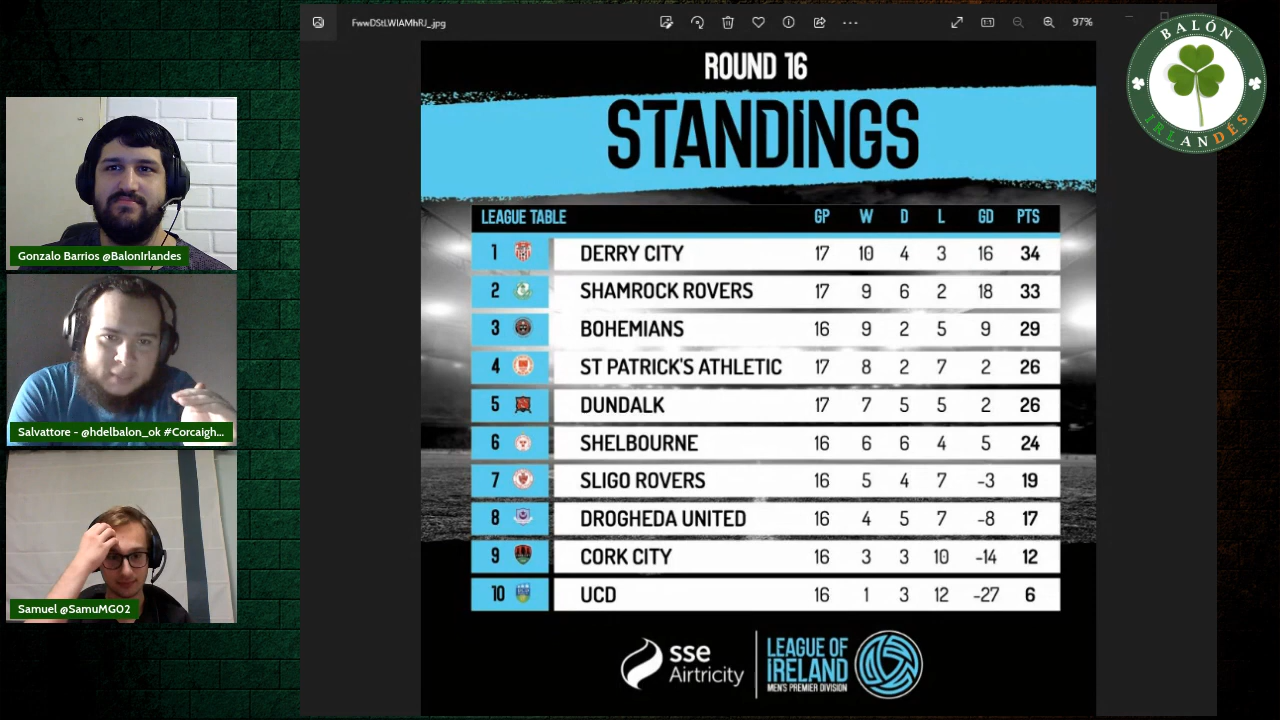 FwwDStLWIAMhRJ_.jpg
97%
BALÓN
IRLANDÉS
ROUND 16
STANDINGS
LEAGUE TABLE GP W D L GD PTS
1 DERRY CITY 17 10 4 3 16 34
2 SHAMROCK ROVERS 17 9 6 2 18 33
3 BOHEMIANS 16 9 2 5 9 29
4 ST PATRICK'S ATHLETIC 17 8 2 7 2 26
5 DUNDALK 17 7 5 5 2 26
6 SHELBOURNE 16 6 6 4 5 24
7 SLIGO ROVERS 16 5 4 7 -3 19
8 DROGHEDA UNITED 16 4 5 7 -8 17
9 CORK CITY 16 3 3 10 -14 12
10 UCD 16 1 3 12 -27 6
sse
Airtricity
LEAGUE OF
IRELAND
MEN'S PREMIER DIVISION
Gonzalo Barrios @BalonIrlandes
Salvattore - @hdelbalon_ok #Corcaigh...
Samuel @SamuMG02